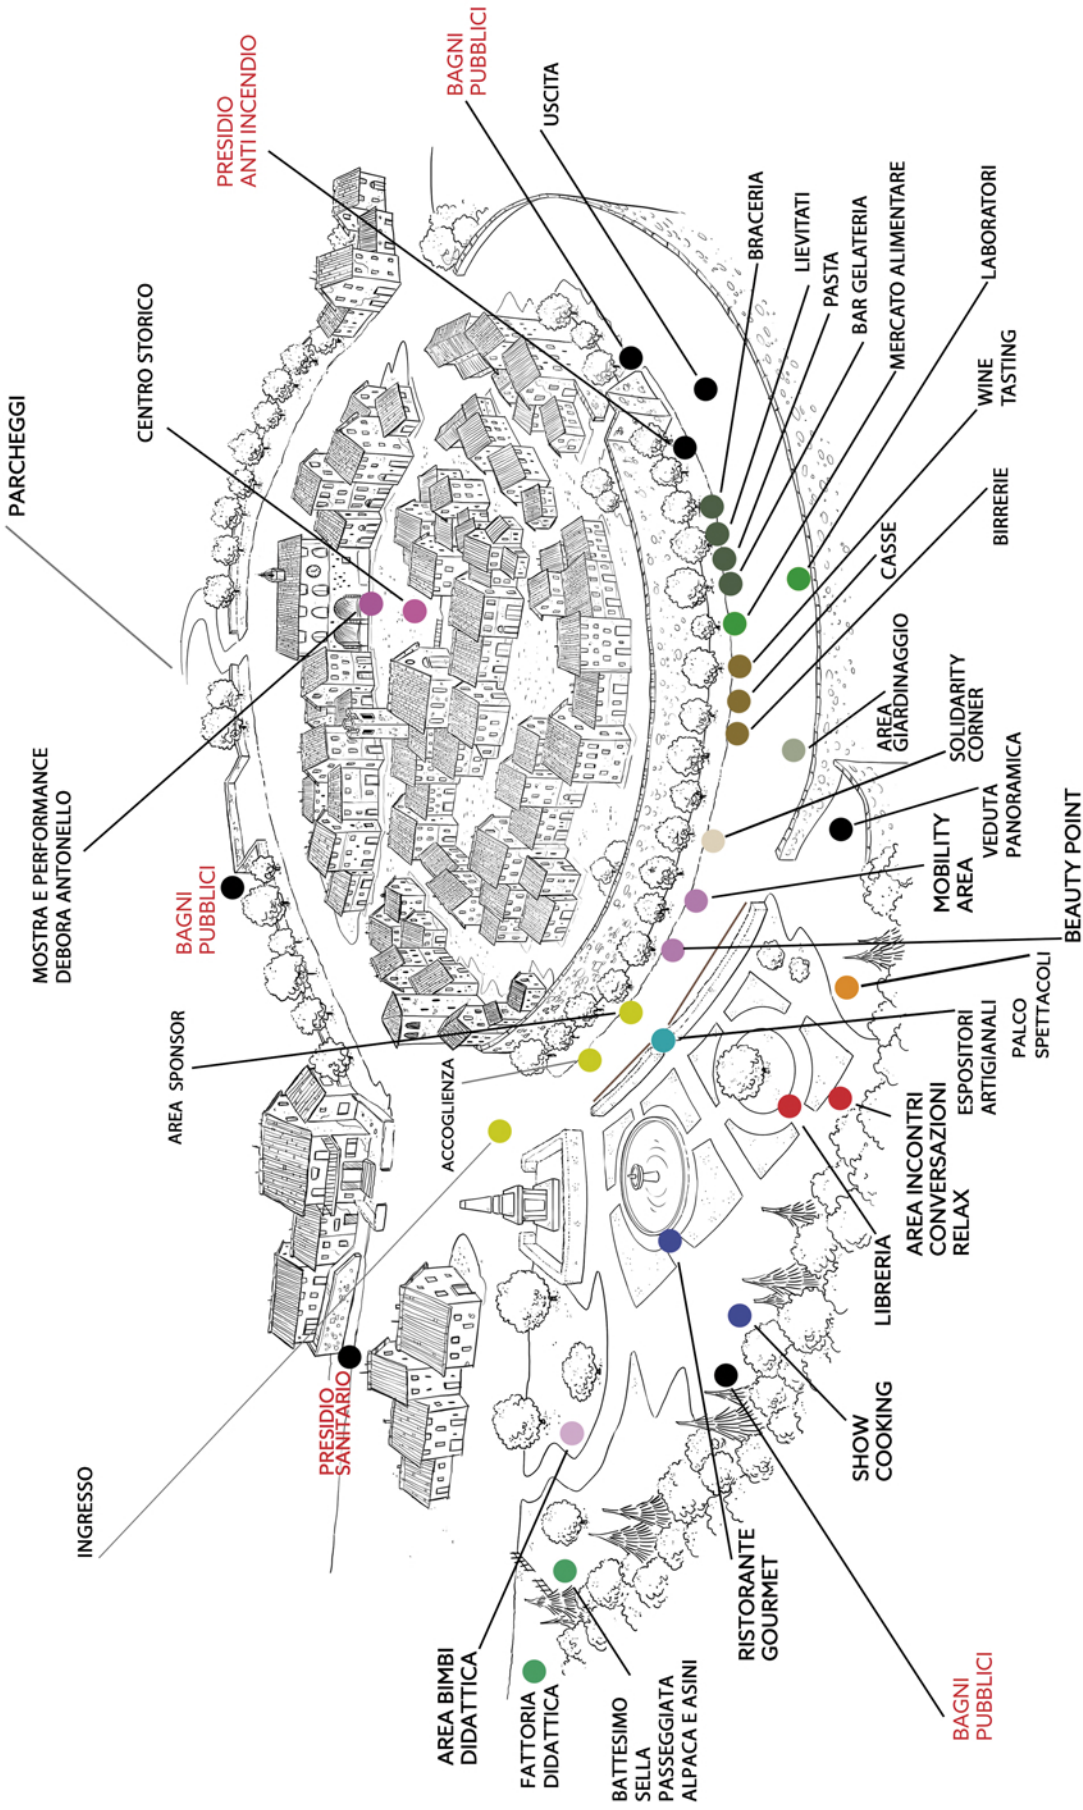 INGRESSO
PRESIDIO
SANITARIO
AREA SPONSOR
ACCOGLIENZA
MOSTRA E PERFORMANCE
DEBORA ANTONELLO
BAGNI
PUBBLICI
PARCHEGGI
CENTRO STORICO
PRESIDIO
ANTI INCENDIO
BAGNI
PUBBLICI
USCITA
AREA BIMBI
DIDATTICA
FATTORIA
DIDATTICA
BATTESIMO
SELLA
PASSEGGIATA
ALPACA E ASINI
RISTORANTE
GOURMET
BAGNI
PUBBLICI
SHOW
COOKING
LIBRERIA
AREA INCONTRI
CONVERSAZIONI
RELAX
ESPOSITORI
ARTIGIANALI
PALCO
SPETTACOLI
BEAUTY POINT
MOBILITY
AREA
VEDUTA
PANORAMICA
SOLIDARITY
CORNER
AREA
GIARDINAGGIO
BIRRERIE
CASSE
WINE
TASTING
LABORATORI
MERCATO ALIMENTARE
BAR GELATERIA
PASTA
LIEVITATI
BRACERIA